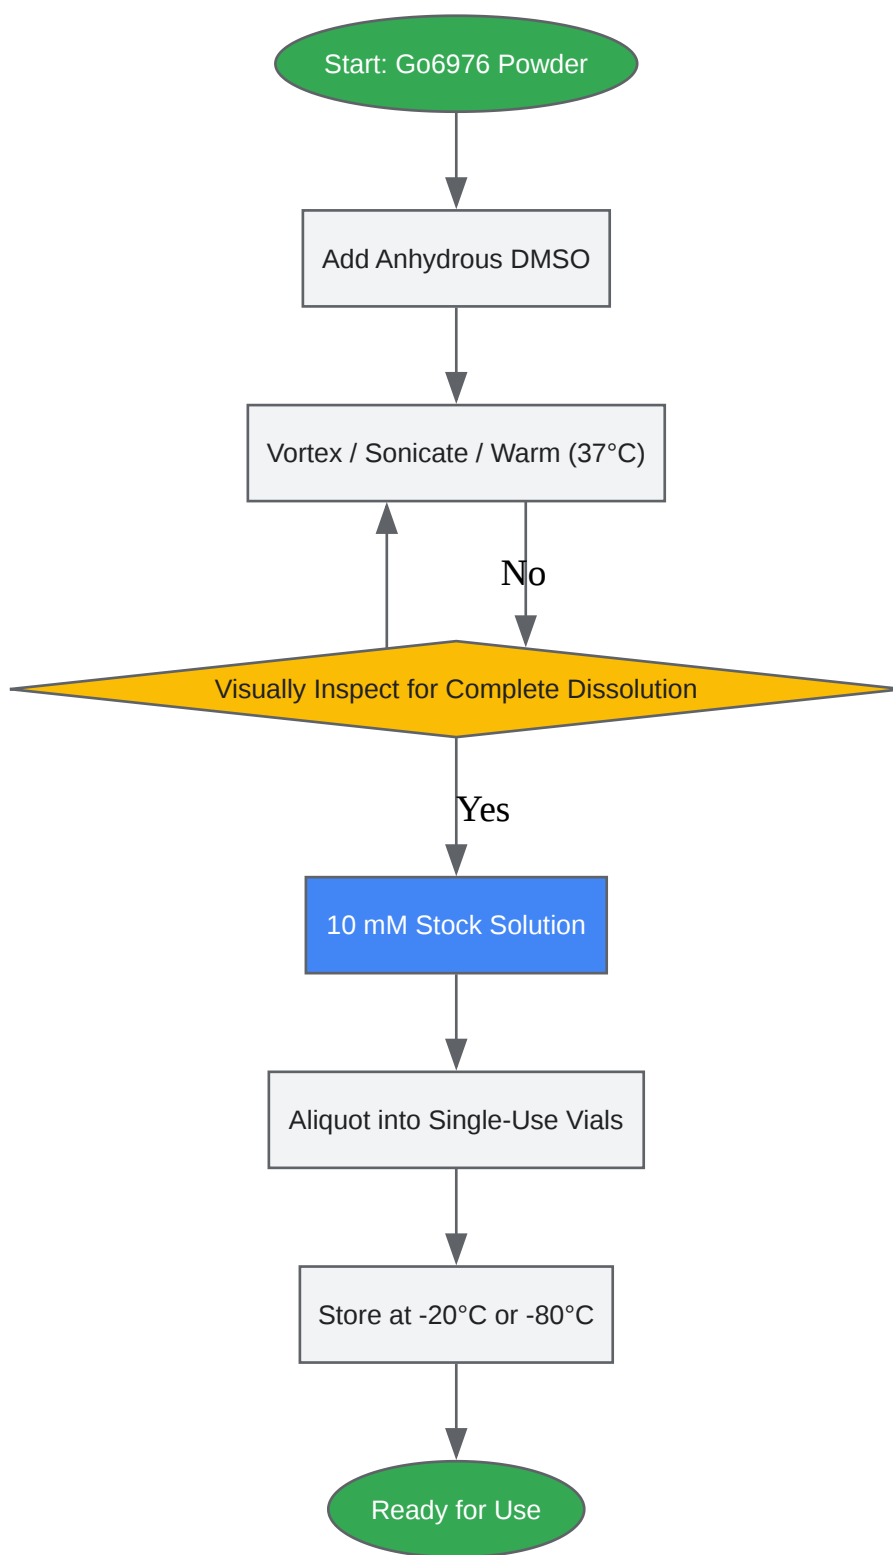 Start: Go6976 Powder
Add Anhydrous DMSO
Vortex / Sonicate / Warm (37°C)
No
Visually Inspect for Complete Dissolution
Yes
10 mM Stock Solution
Aliquot into Single-Use Vials
Store at -20°C or -80°C
Ready for Use